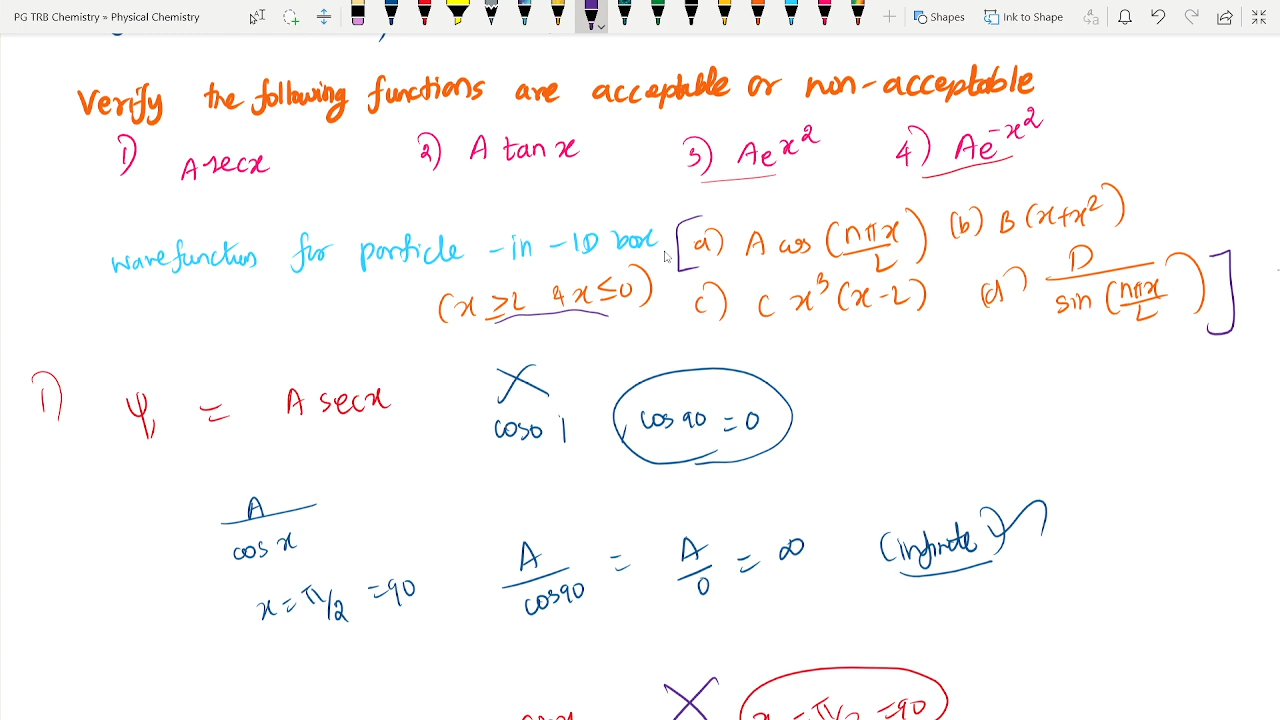 PG TRB Chemistry » Physical Chemistry
Shapes
Ink to Shape
Verify the following functions are acceptable or non-acceptable
1) A secx 2) A tan x 3) Ae^x² 4) Ae^-x²
wavefunction for particle -in -1D box [a) A cos (nπx/L) (b) B (x+x²)
(x ≥ L & x ≤ 0) c) C x³ (x-L) (d) D / sin (nπx/L) ]
1) Ψ₁ = A secx X
cos0 1 cos 90 = 0
A / cos x
A / cos90 = A / 0 = ∞ (infinite)
x = π/2 = 90
X x = π/2 = 90